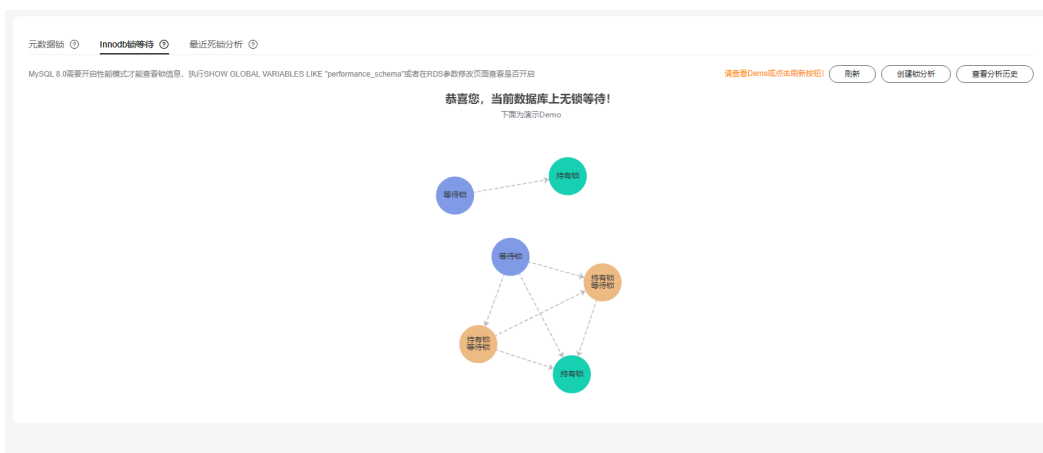 元数据锁 ? Innodb锁等待 ? 最近死锁分析 ?
MySQL 8.0需要开启性能模式才能查看锁信息、执行SHOW GLOBAL VARIABLES LIKE "performance_schema"或者在RDS参数修改页面查看是否开启 请查看Demo或点击刷新按钮! 刷新 创建锁分析 查看分析历史
恭喜您，当前数据库上无锁等待！
下面为演示Demo
持有锁
等待锁
等待锁
持有锁
等待锁
持有锁
等待锁
持有锁